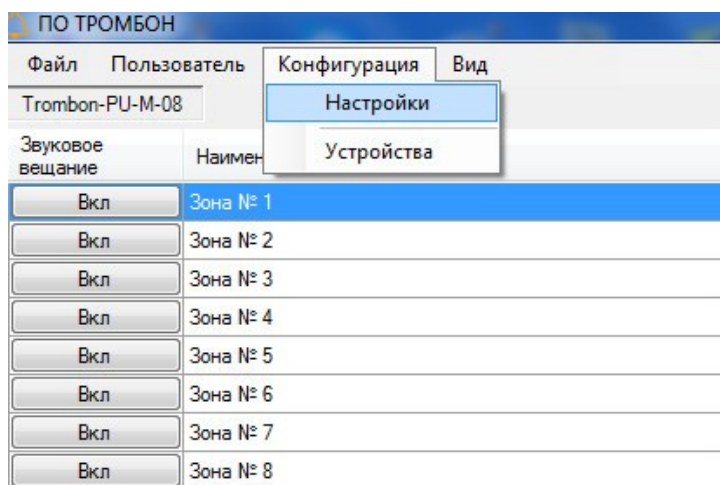 ПО ТРОМБОН
Файл Пользователь Конфигурация Вид
Trombon-PU-M-08 Настройки
Устройства
Звуковое
вещание
Вкл Зона № 1
Вкл Зона № 2
Вкл Зона № 3
Вкл Зона № 4
Вкл Зона № 5
Вкл Зона № 6
Вкл Зона № 7
Вкл Зона № 8